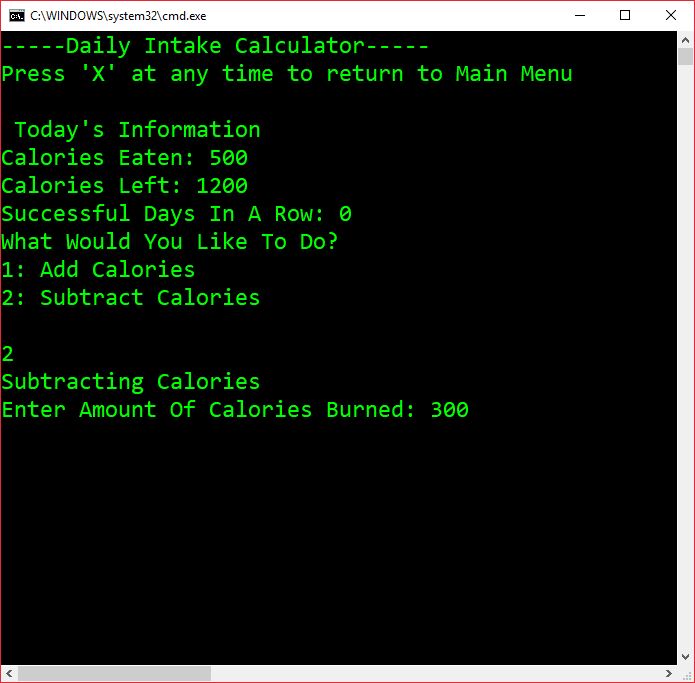 C:\WINDOWS\system32\cmd.exe
-----Daily Intake Calculator-----
Press 'X' at any time to return to Main Menu
Today's Information
Calories Eaten: 500
Calories Left: 1200
Successful Days In A Row: 0
What Would You Like To Do?
1: Add Calories
2: Subtract Calories
2
Subtracting Calories
Enter Amount Of Calories Burned: 300